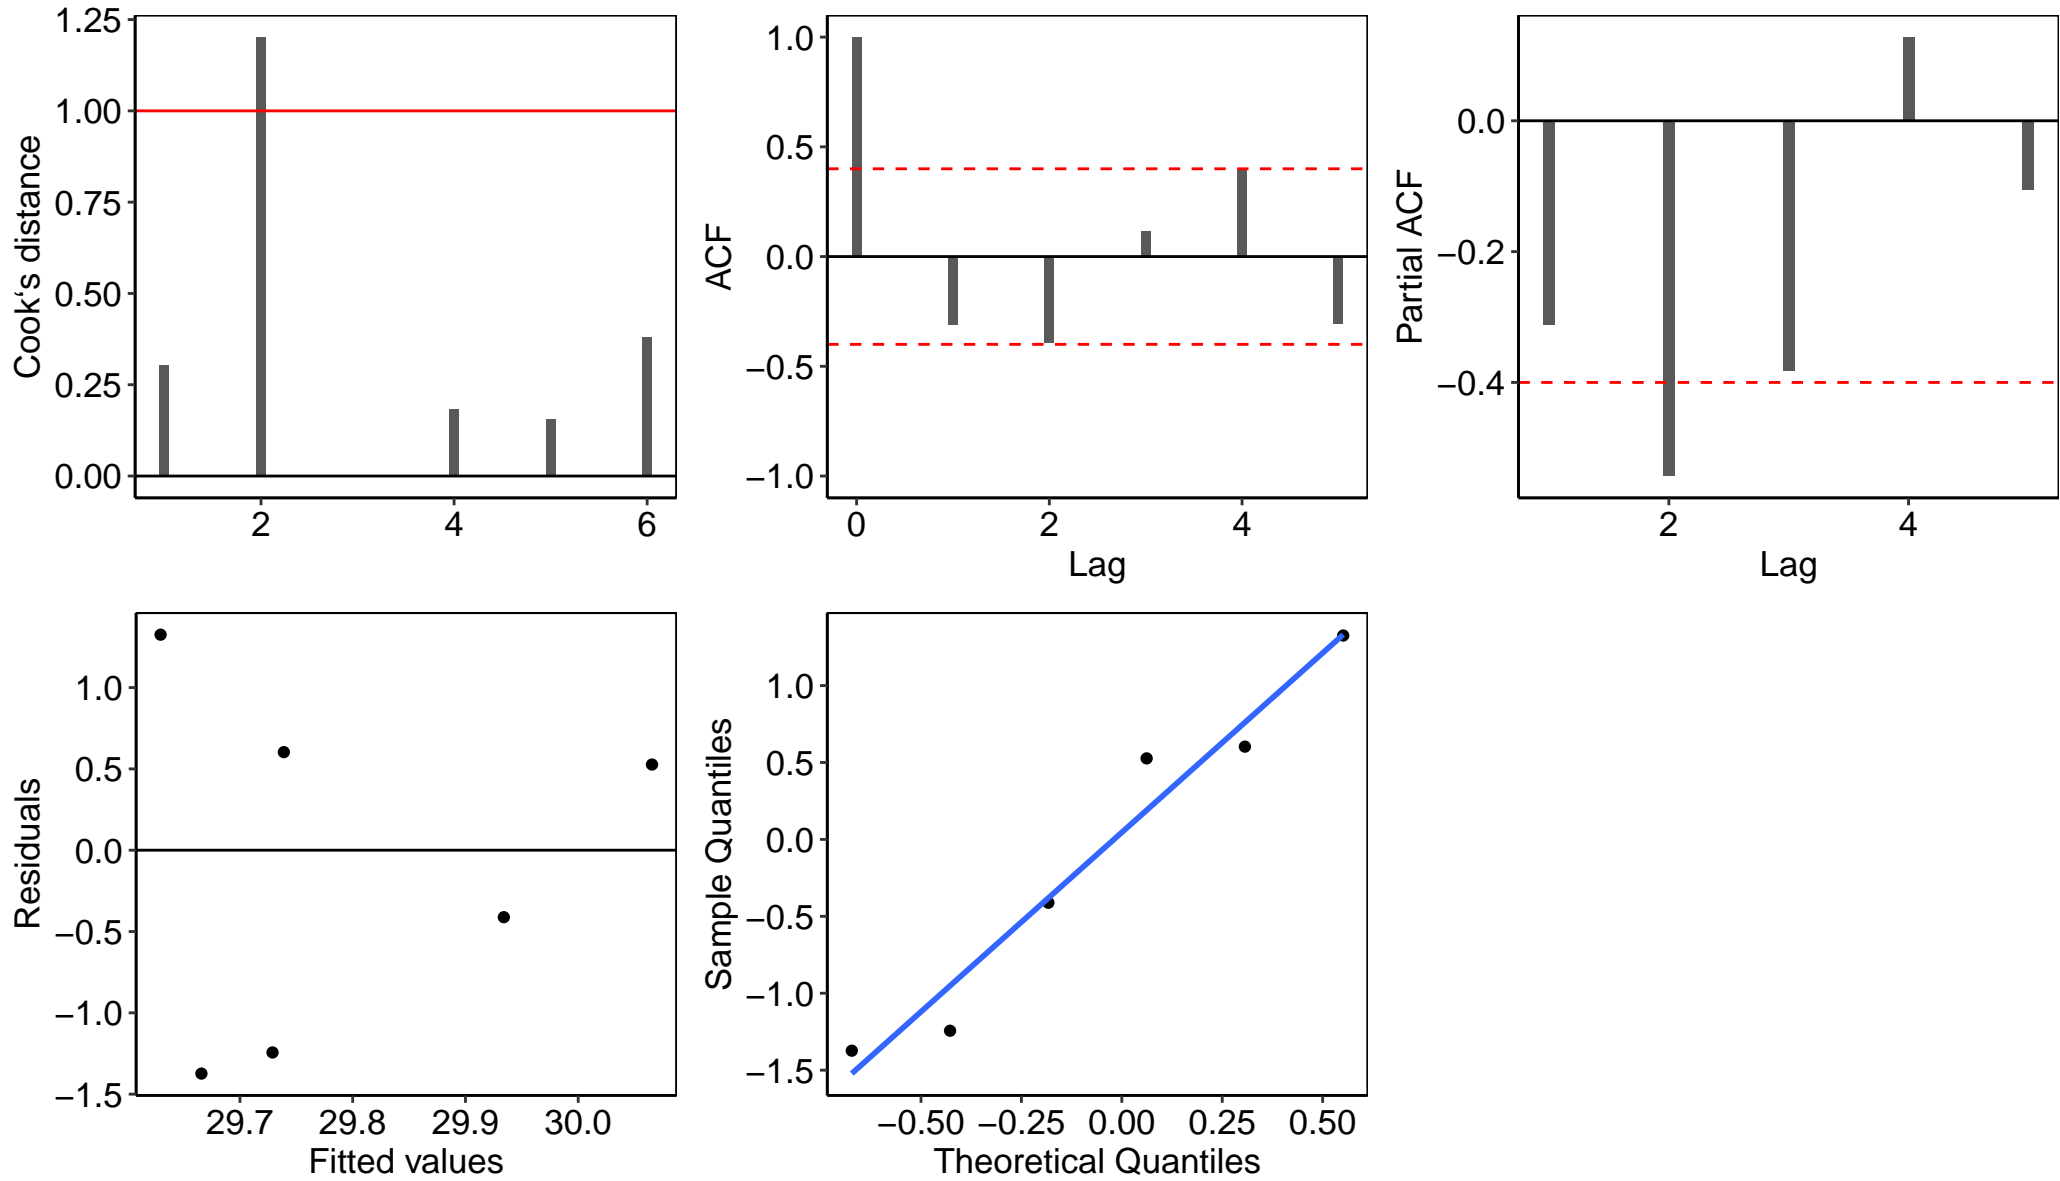 Cook‘s distance
1.25
1.00
0.75
0.50
0.25
0.00
2 4 6
ACF
1.0
0.5
0.0
−0.5
−1.0
0 2 4
Lag
Partial ACF
0.0
−0.2
−0.4
2 4
Lag
Residuals
1.0
0.5
0.0
−0.5
−1.0
−1.5
29.7 29.8 29.9 30.0
Fitted values
Sample Quantiles
1.0
0.5
0.0
−0.5
−1.0
−1.5
−0.50 −0.25 0.00 0.25 0.50
Theoretical Quantiles